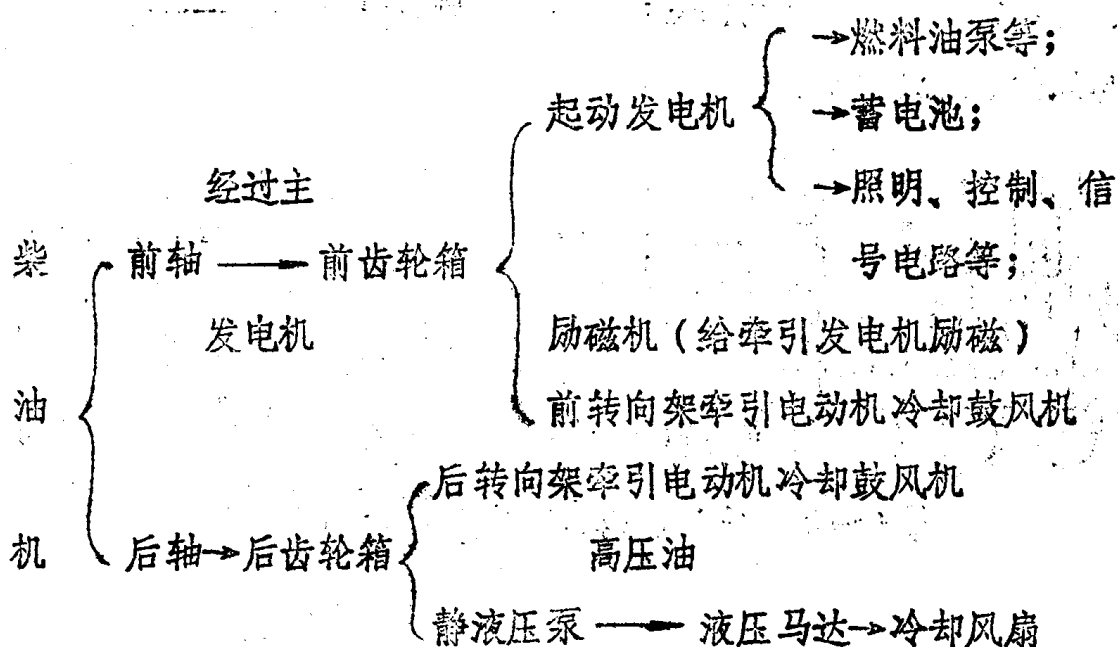 →燃料油泵等;
起动发电机
→蓄电池;
经过主
→照明、控制、信
柴
前轴 → 前齿轮箱
号电路等;
发电机
励磁机(给牵引发电机励磁)
油
前转向架牵引电动机冷却鼓风机
后转向架牵引电动机冷却鼓风机
机
后轴→后齿轮箱
高压油
静液压泵 → 液压马达→冷却风扇